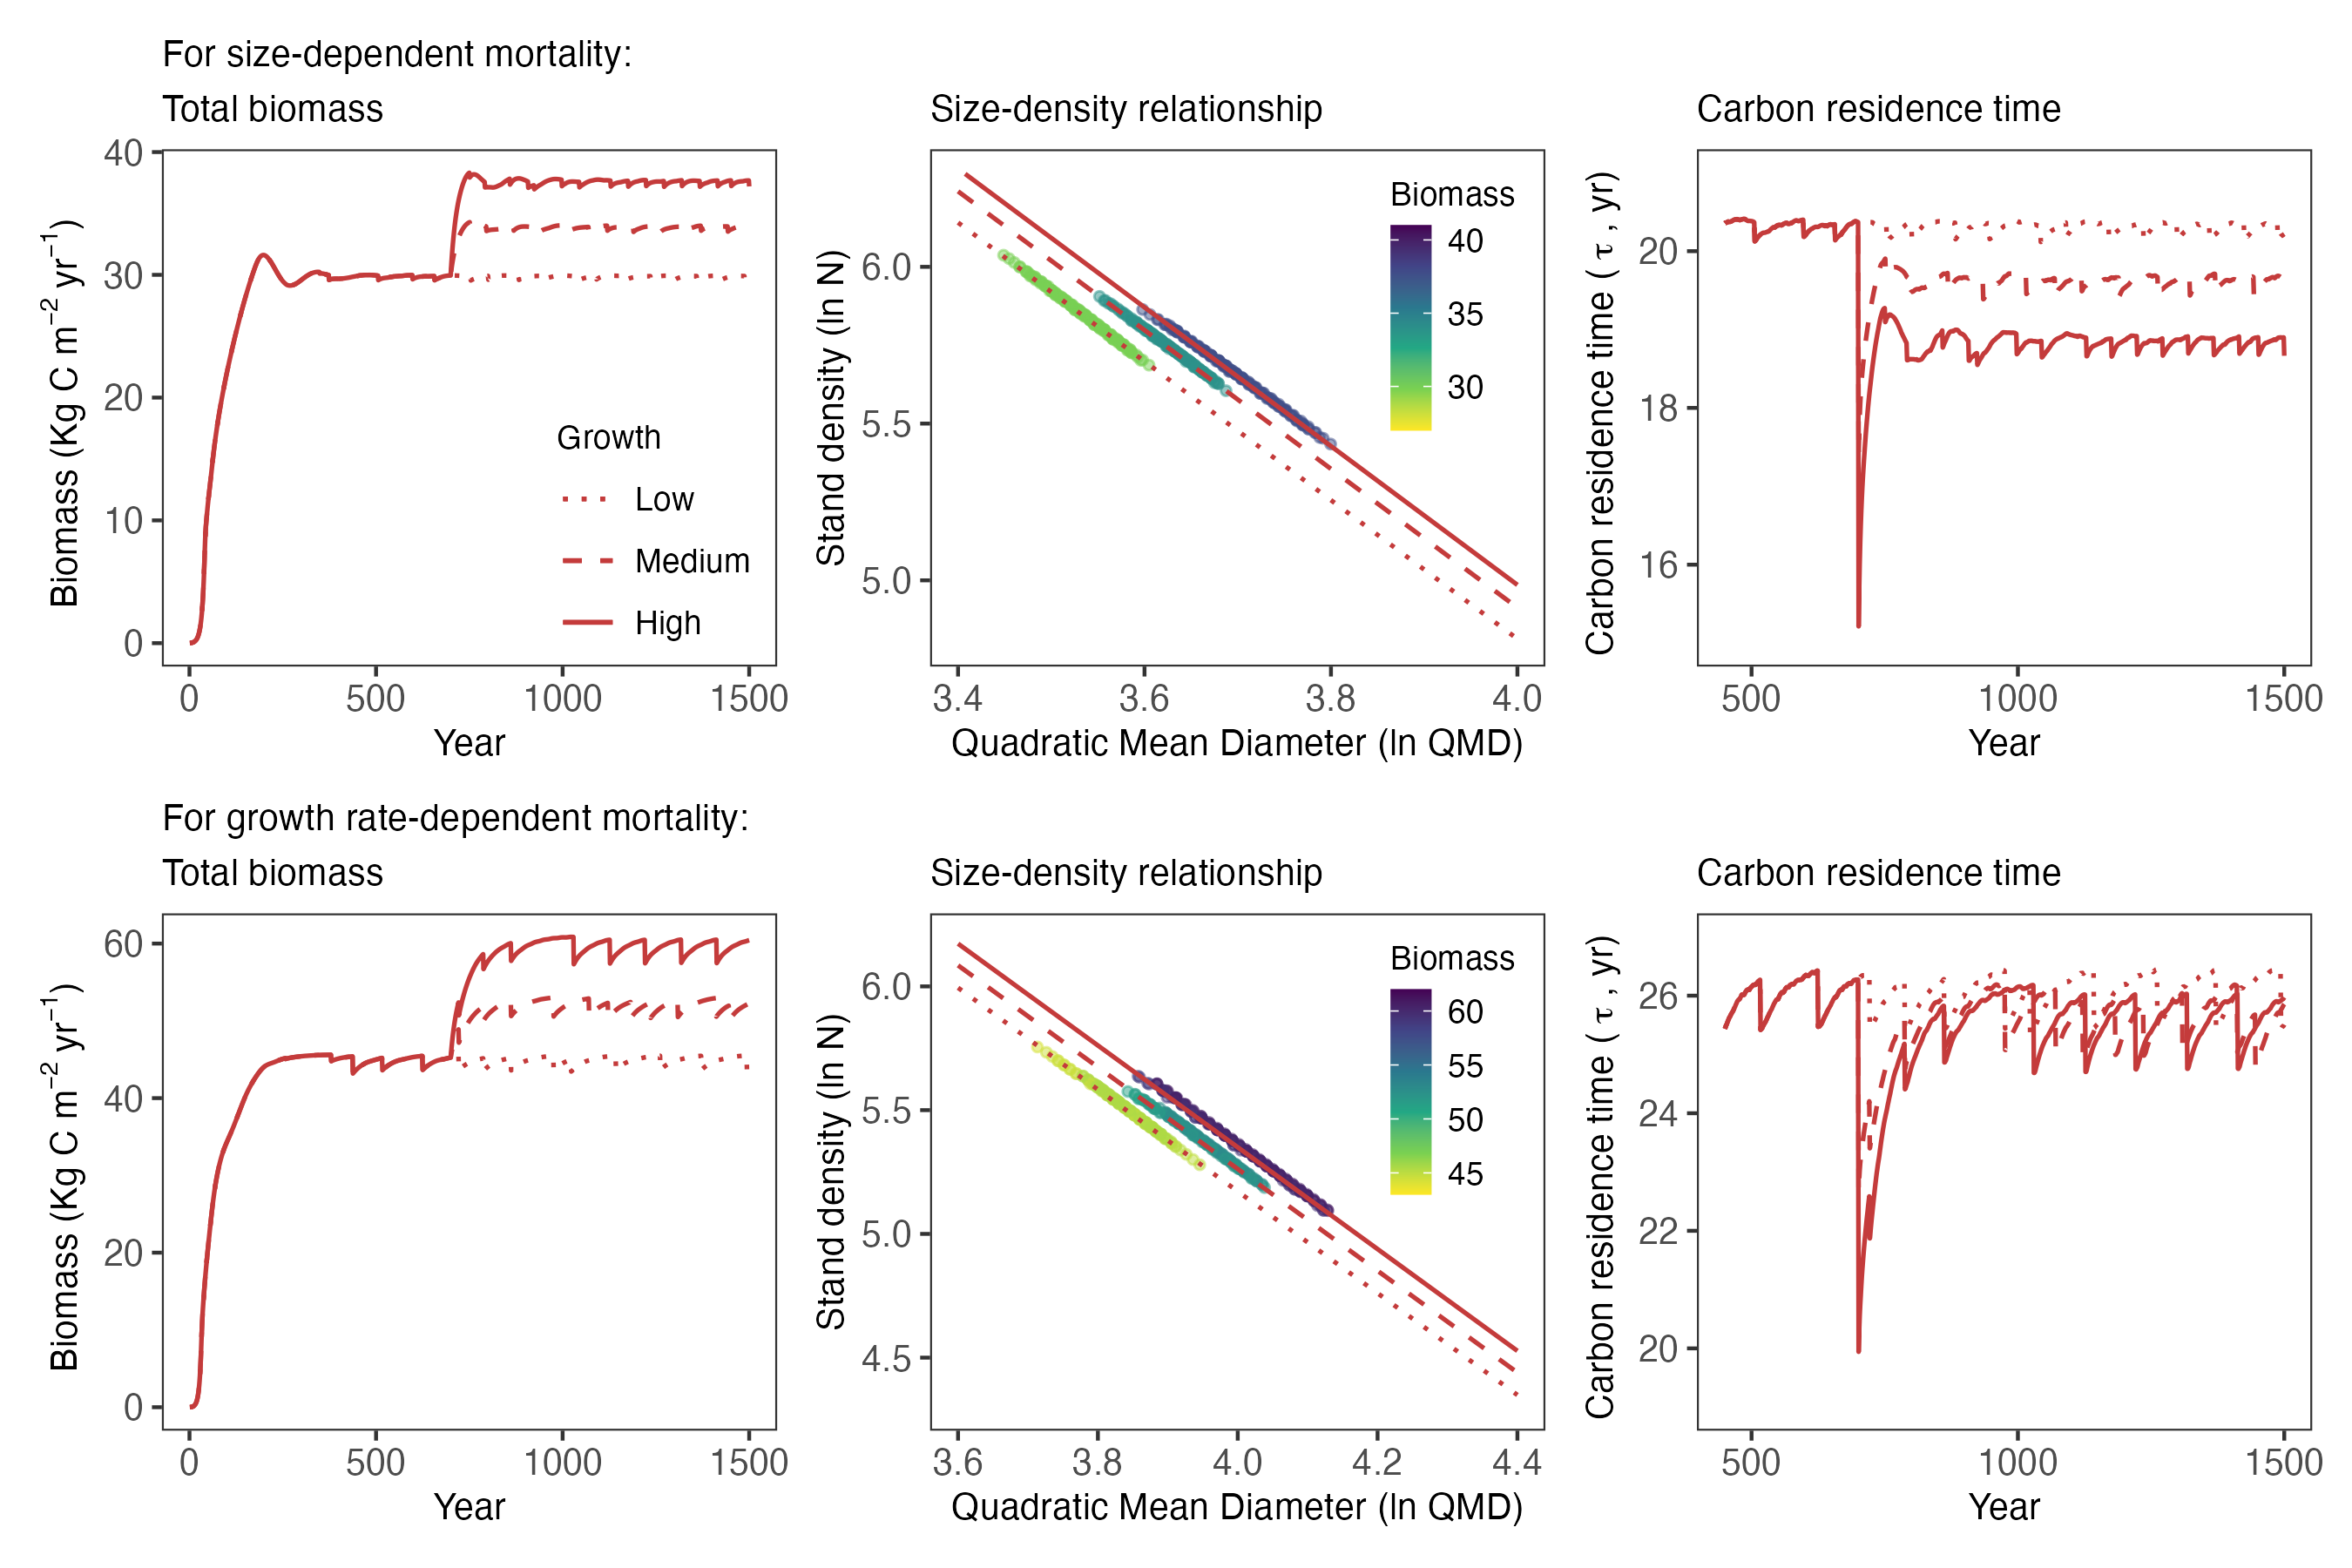 For size-dependent mortality:
Total biomass
Size-density relationship
Carbon residence time
Biomass (Kg C m⁻² yr⁻¹)
40
30
20
10
0
Growth
Low
Medium
High
0 500 1000 1500
Year
Stand density (ln N)
6.0
5.5
5.0
Biomass
40
35
30
3.4 3.6 3.8 4.0
Quadratic Mean Diameter (ln QMD)
Carbon residence time ( τ , yr)
20
18
16
500 1000 1500
Year
For growth rate-dependent mortality:
Total biomass
Size-density relationship
Carbon residence time
Biomass (Kg C m⁻² yr⁻¹)
60
40
20
0
0 500 1000 1500
Year
Stand density (ln N)
6.0
5.5
5.0
4.5
Biomass
60
55
50
45
3.6 3.8 4.0 4.2 4.4
Quadratic Mean Diameter (ln QMD)
Carbon residence time ( τ , yr)
26
24
22
20
500 1000 1500
Year